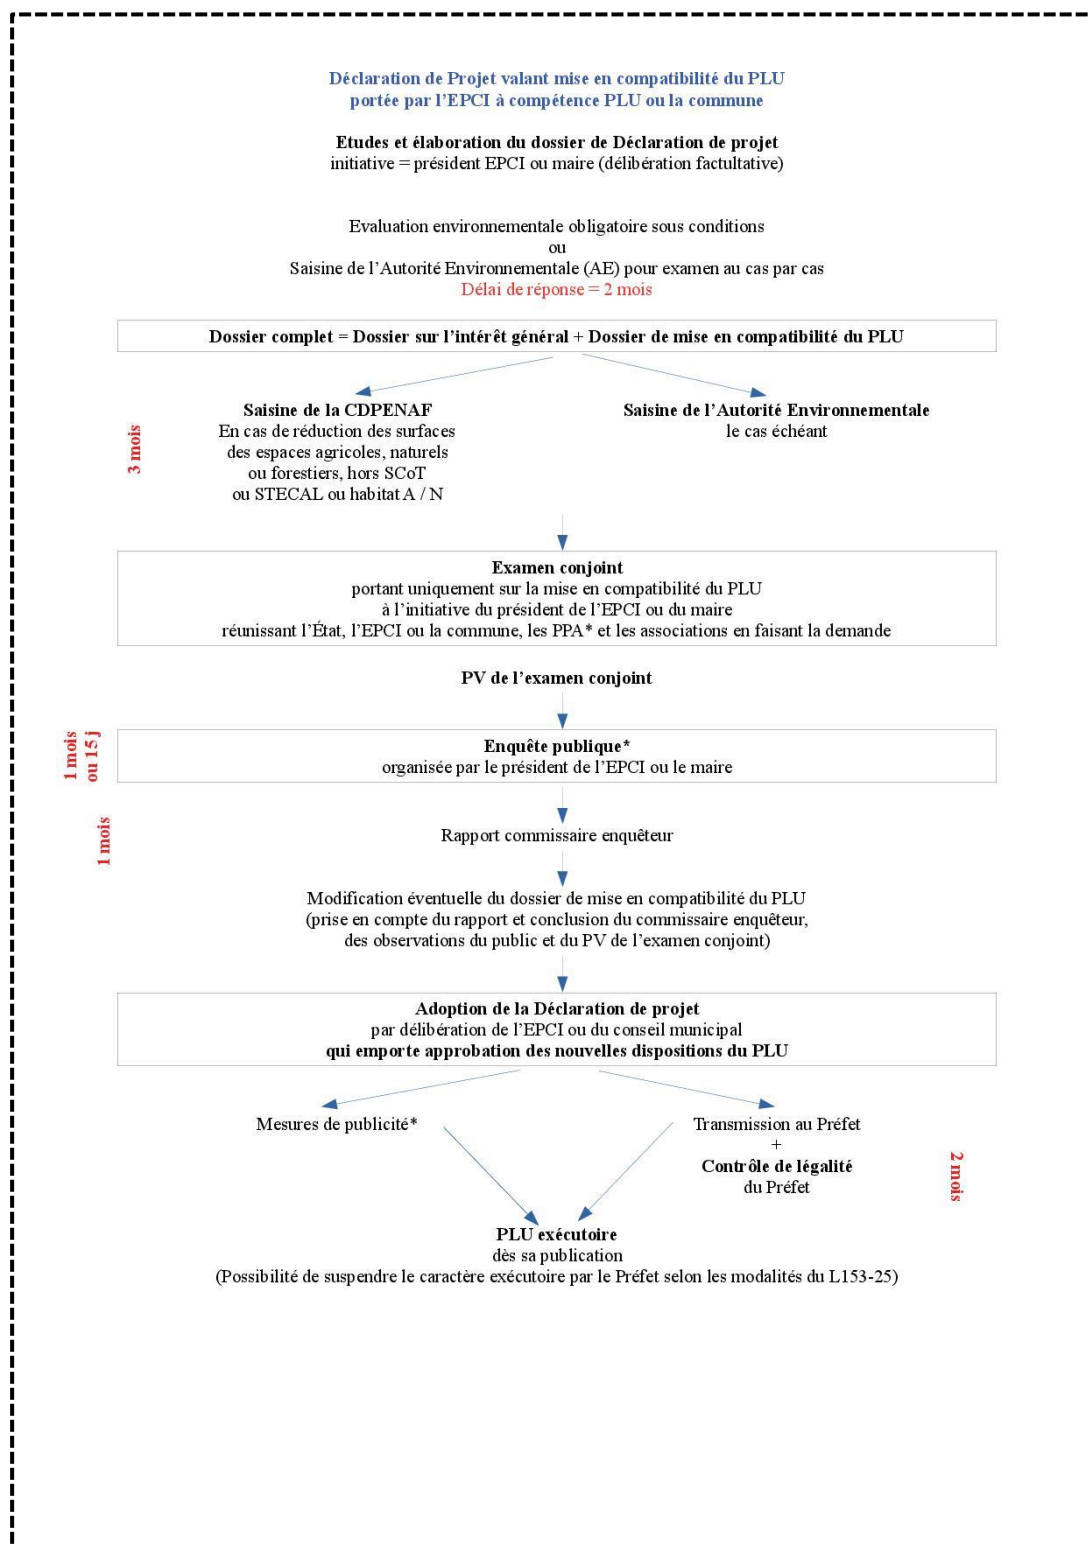 Déclaration de Projet valant mise en compatibilité du PLU
portée par l'EPCI à compétence PLU ou la commune
Etudes et élaboration du dossier de Déclaration de projet
initiative = président EPCI ou maire (délibération factultative)
Evaluation environnementale obligatoire sous conditions
ou
Saisine de l'Autorité Environnementale (AE) pour examen au cas par cas
Délai de réponse = 2 mois
Dossier complet = Dossier sur l'intérêt général + Dossier de mise en compatibilité du PLU
3 mois
Saisine de la CDPENAF
En cas de réduction des surfaces
des espaces agricoles, naturels
ou forestiers, hors SCoT
ou STECAL ou habitat A / N
Saisine de l'Autorité Environnementale
le cas échéant
Examen conjoint
portant uniquement sur la mise en compatibilité du PLU
à l'initiative du président de l'EPCI ou du maire
réunissant l'État, l'EPCI ou la commune, les PPA* et les associations en faisant la demande
PV de l'examen conjoint
1 mois
ou 15 j
Enquête publique*
organisée par le président de l'EPCI ou le maire
1 mois
Rapport commissaire enquêteur
Modification éventuelle du dossier de mise en compatibilité du PLU
(prise en compte du rapport et conclusion du commissaire enquêteur,
des observations du public et du PV de l'examen conjoint)
Adoption de la Déclaration de projet
par délibération de l'EPCI ou du conseil municipal
qui emporte approbation des nouvelles dispositions du PLU
Mesures de publicité*
Transmission au Préfet
+
Contrôle de légalité
du Préfet
2 mois
PLU exécutoire
dès sa publication
(Possibilité de suspendre le caractère exécutoire par le Préfet selon les modalités du L153-25)